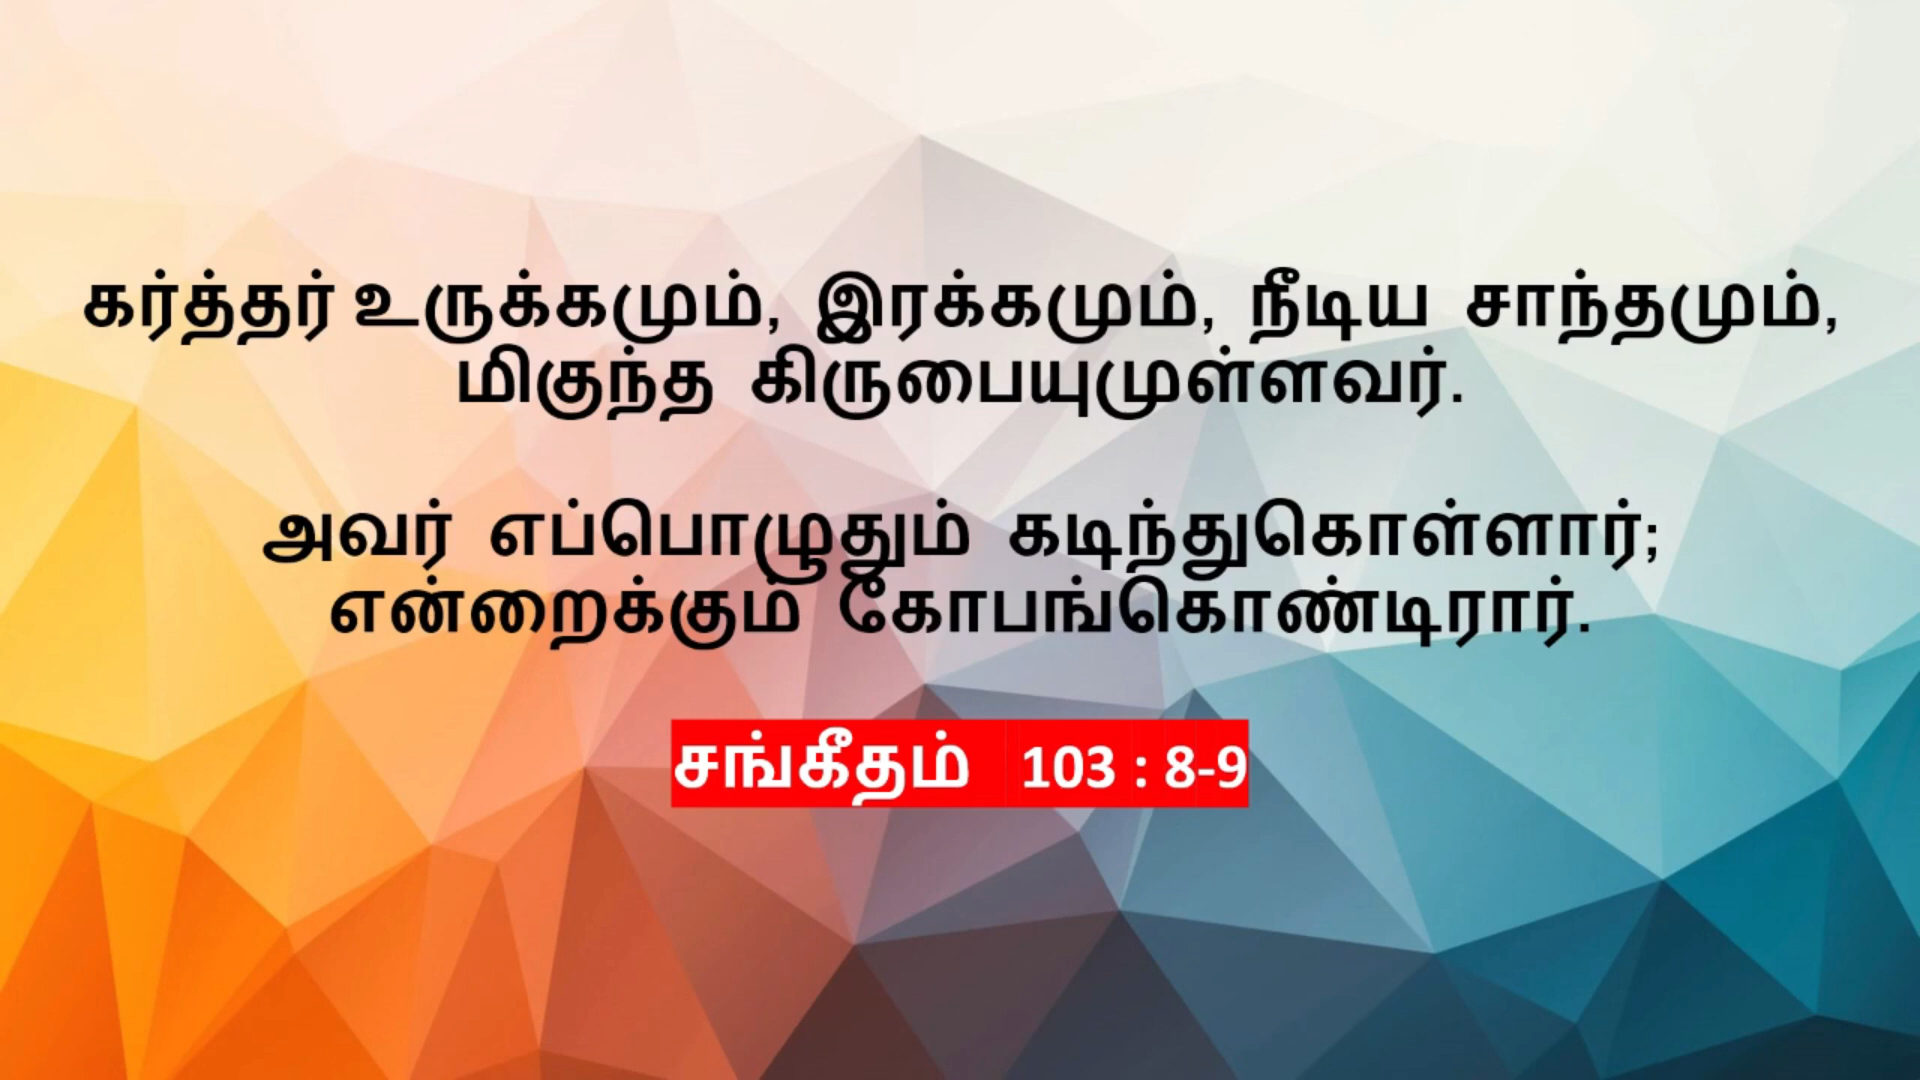 கர்த்தர் உருக்கமும், இரக்கமும், நீடிய சாந்தமும்,
மிகுந்த கிருபையுமுள்ளவர்.
அவர் எப்பொழுதும் கடிந்துகொள்ளார்;
என்றைக்கும் கோபங்கொண்டிரார்.
சங்கீதம் 103 : 8-9